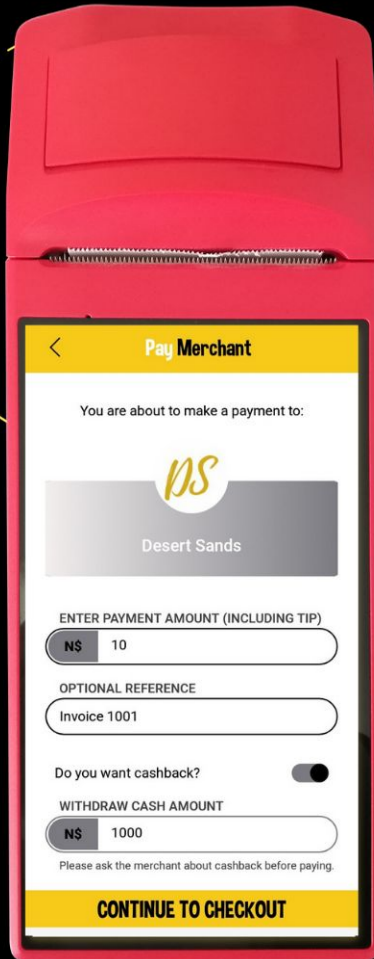 Pay Merchant
You are about to make a payment to:
DS
Desert Sands
ENTER PAYMENT AMOUNT (INCLUDING TIP)
N$ 10
OPTIONAL REFERENCE
Invoice 1001
Do you want cashback?
WITHDRAW CASH AMOUNT
N$ 1000
Please ask the merchant about cashback before paying.
CONTINUE TO CHECKOUT